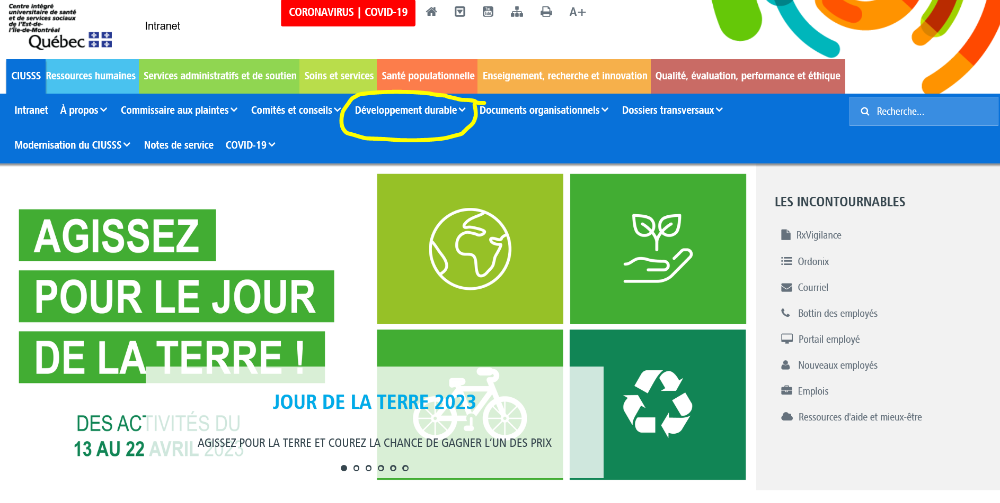 Centre intégré
universitaire de santé
et de services sociaux
de l'Est-de-
l'Île-de-Montréal
Québec
Intranet
CORONAVIRUS | COVID-19
You
Tube
A+
CIUSSS
Ressources humaines
Services administratifs et de soutien
Soins et services
Santé populationnelle
Enseignement, recherche et innovation
Qualité, évaluation, performance et éthique
Intranet
À propos
Commissaire aux plaintes
Comités et conseils
Développement durable
Documents organisationnels
Dossiers transversaux
Recherche...
Modernisation du CIUSSS
Notes de service
COVID-19
AGISSEZ
POUR LE JOUR
DE LA TERRE !
DES ACTIVITÉS DU
13 AU 22 AVRIL 2023
JOUR DE LA TERRE 2023
AGISSEZ POUR LA TERRE ET COUREZ LA CHANCE DE GAGNER L'UN DES PRIX
LES INCONTOURNABLES
RxVigilance
Ordonix
Courriel
Bottin des employés
Portail employé
Nouveaux employés
Emplois
Ressources d'aide et mieux-être